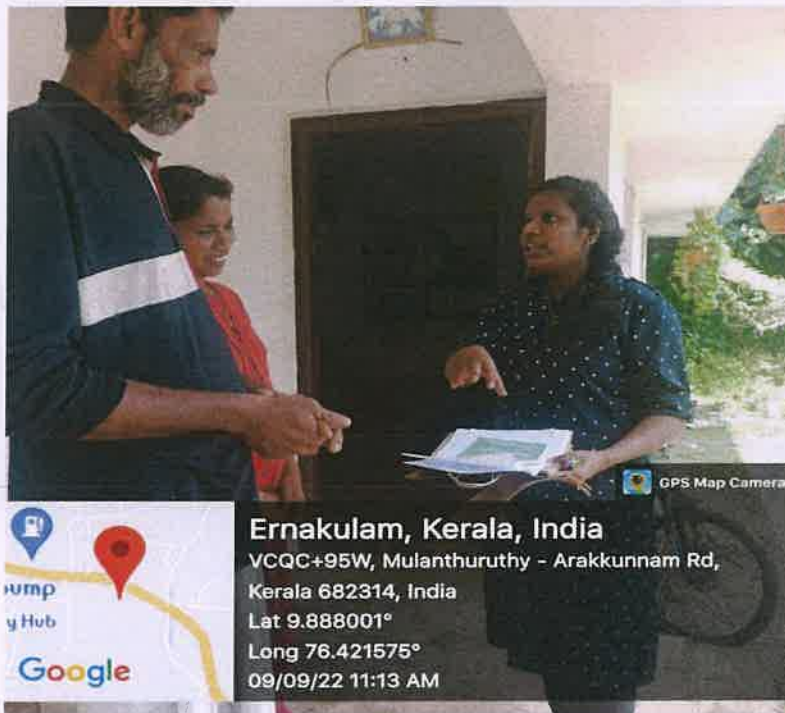 GPS Map Camera
Ernakulam, Kerala, India
VCQC+95W, Mulanthuruthy - Arakkunnam Rd,
Kerala 682314, India
Lat 9.888001°
Long 76.421575°
09/09/22 11:13 AM
y Hub
Google